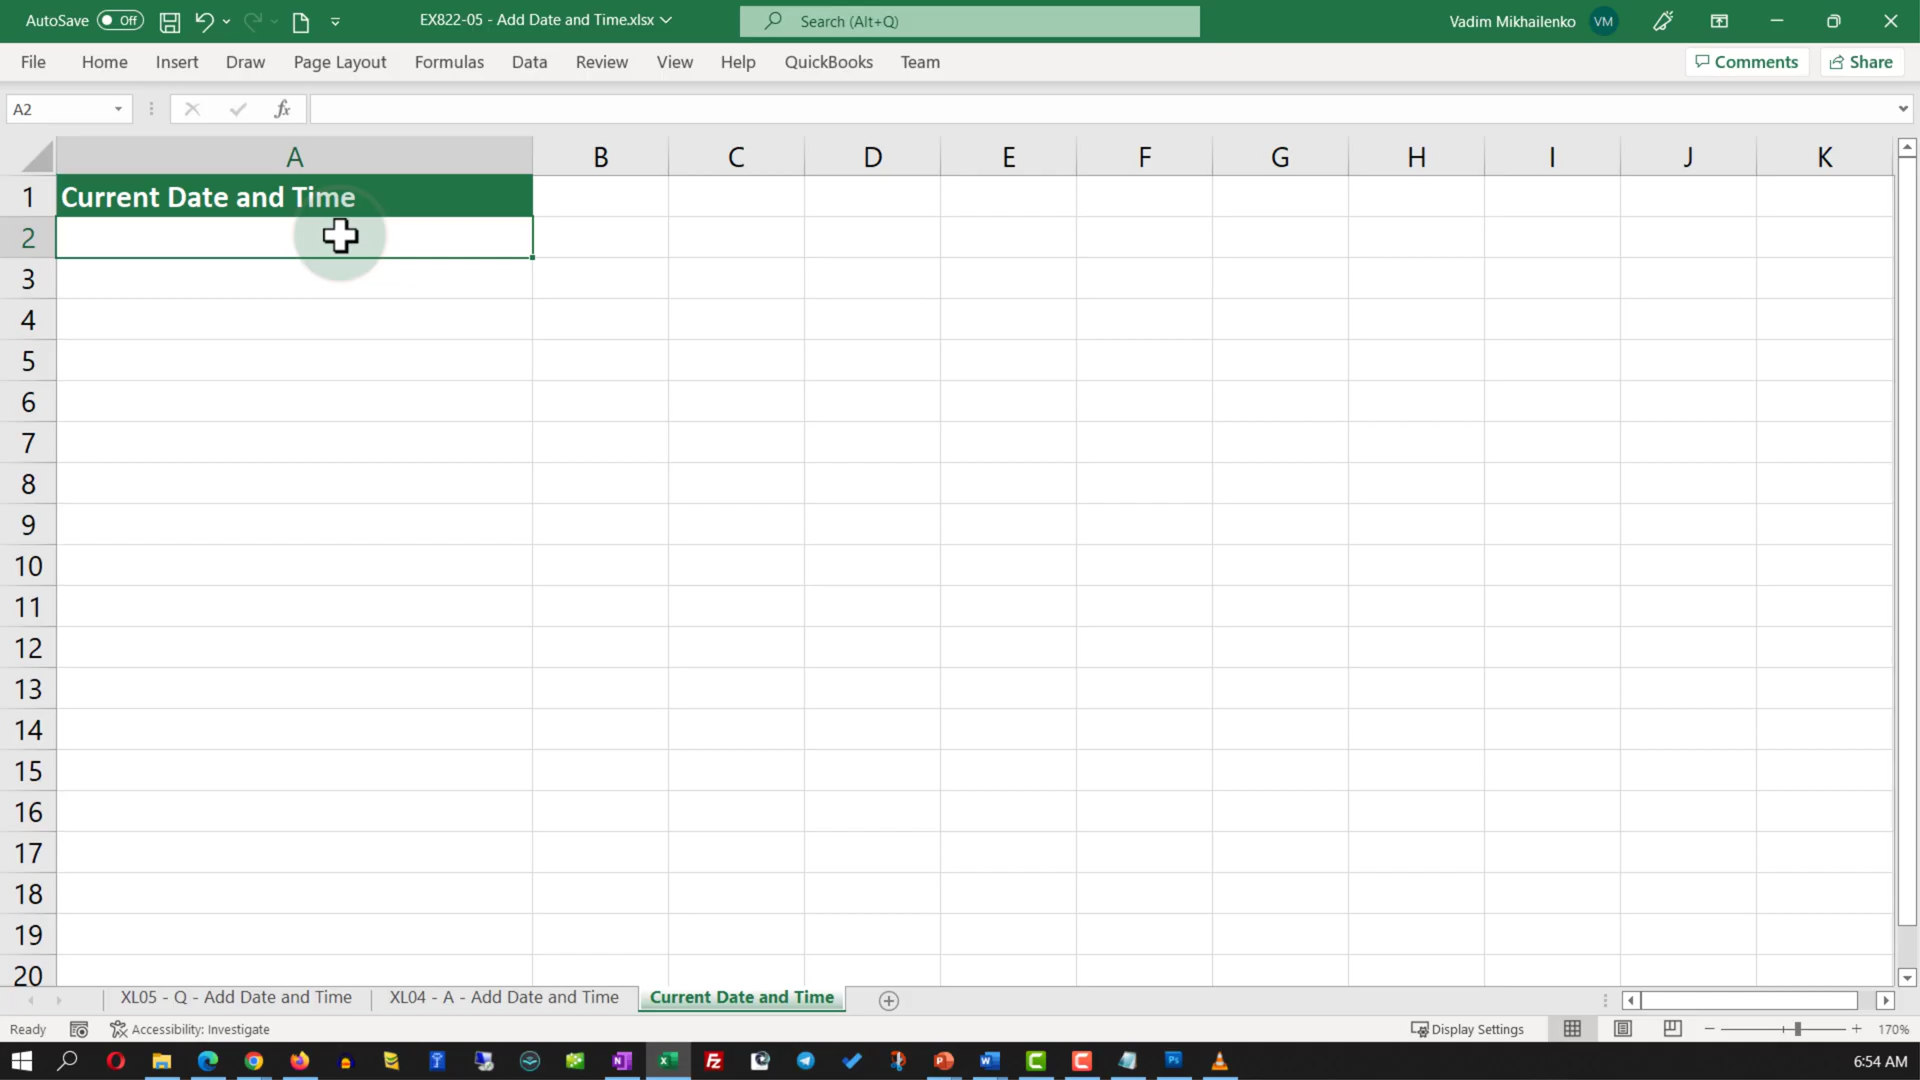 AutoSave Off EX822-05 - Add Date and Time.xlsx Search (Alt+Q) Vadim Mikhailenko VM
File Home Insert Draw Page Layout Formulas Data Review View Help QuickBooks Team Comments Share
A2 fx
A B C D E F G H I J K
1 Current Date and Time
2
3
4
5
6
7
8
9
10
11
12
13
14
15
16
17
18
19
20
XL05 - Q - Add Date and Time XL04 - A - Add Date and Time Current Date and Time
Ready Accessibility: Investigate Display Settings 170%
6:54 AM